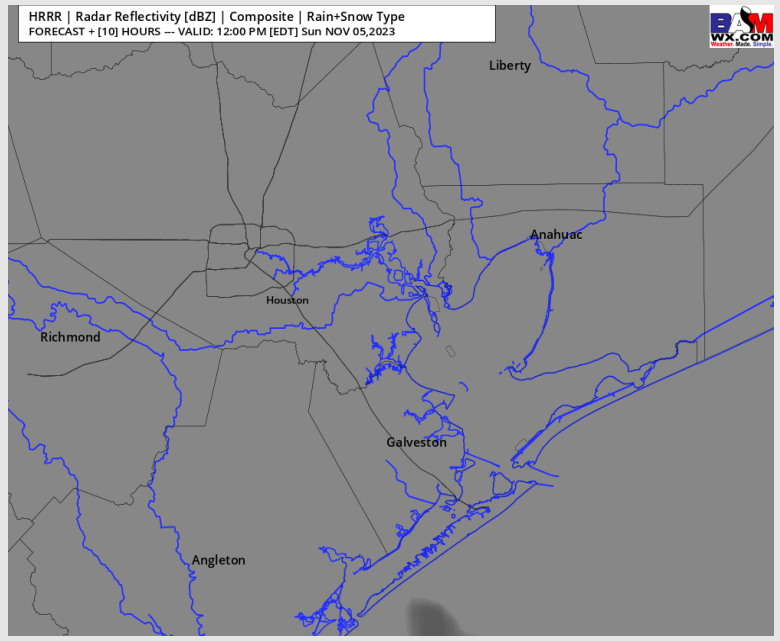 HRRR | Radar Reflectivity [dBZ] | Composite | Rain+Snow Type
FORECAST + [10] HOURS --- VALID: 12:00 PM [EDT] Sun NOV 05,2023
BAM
WX.COM
Weather. Made. Simple.
Liberty
Anahuac
Houston
Richmond
Galveston
Angleton